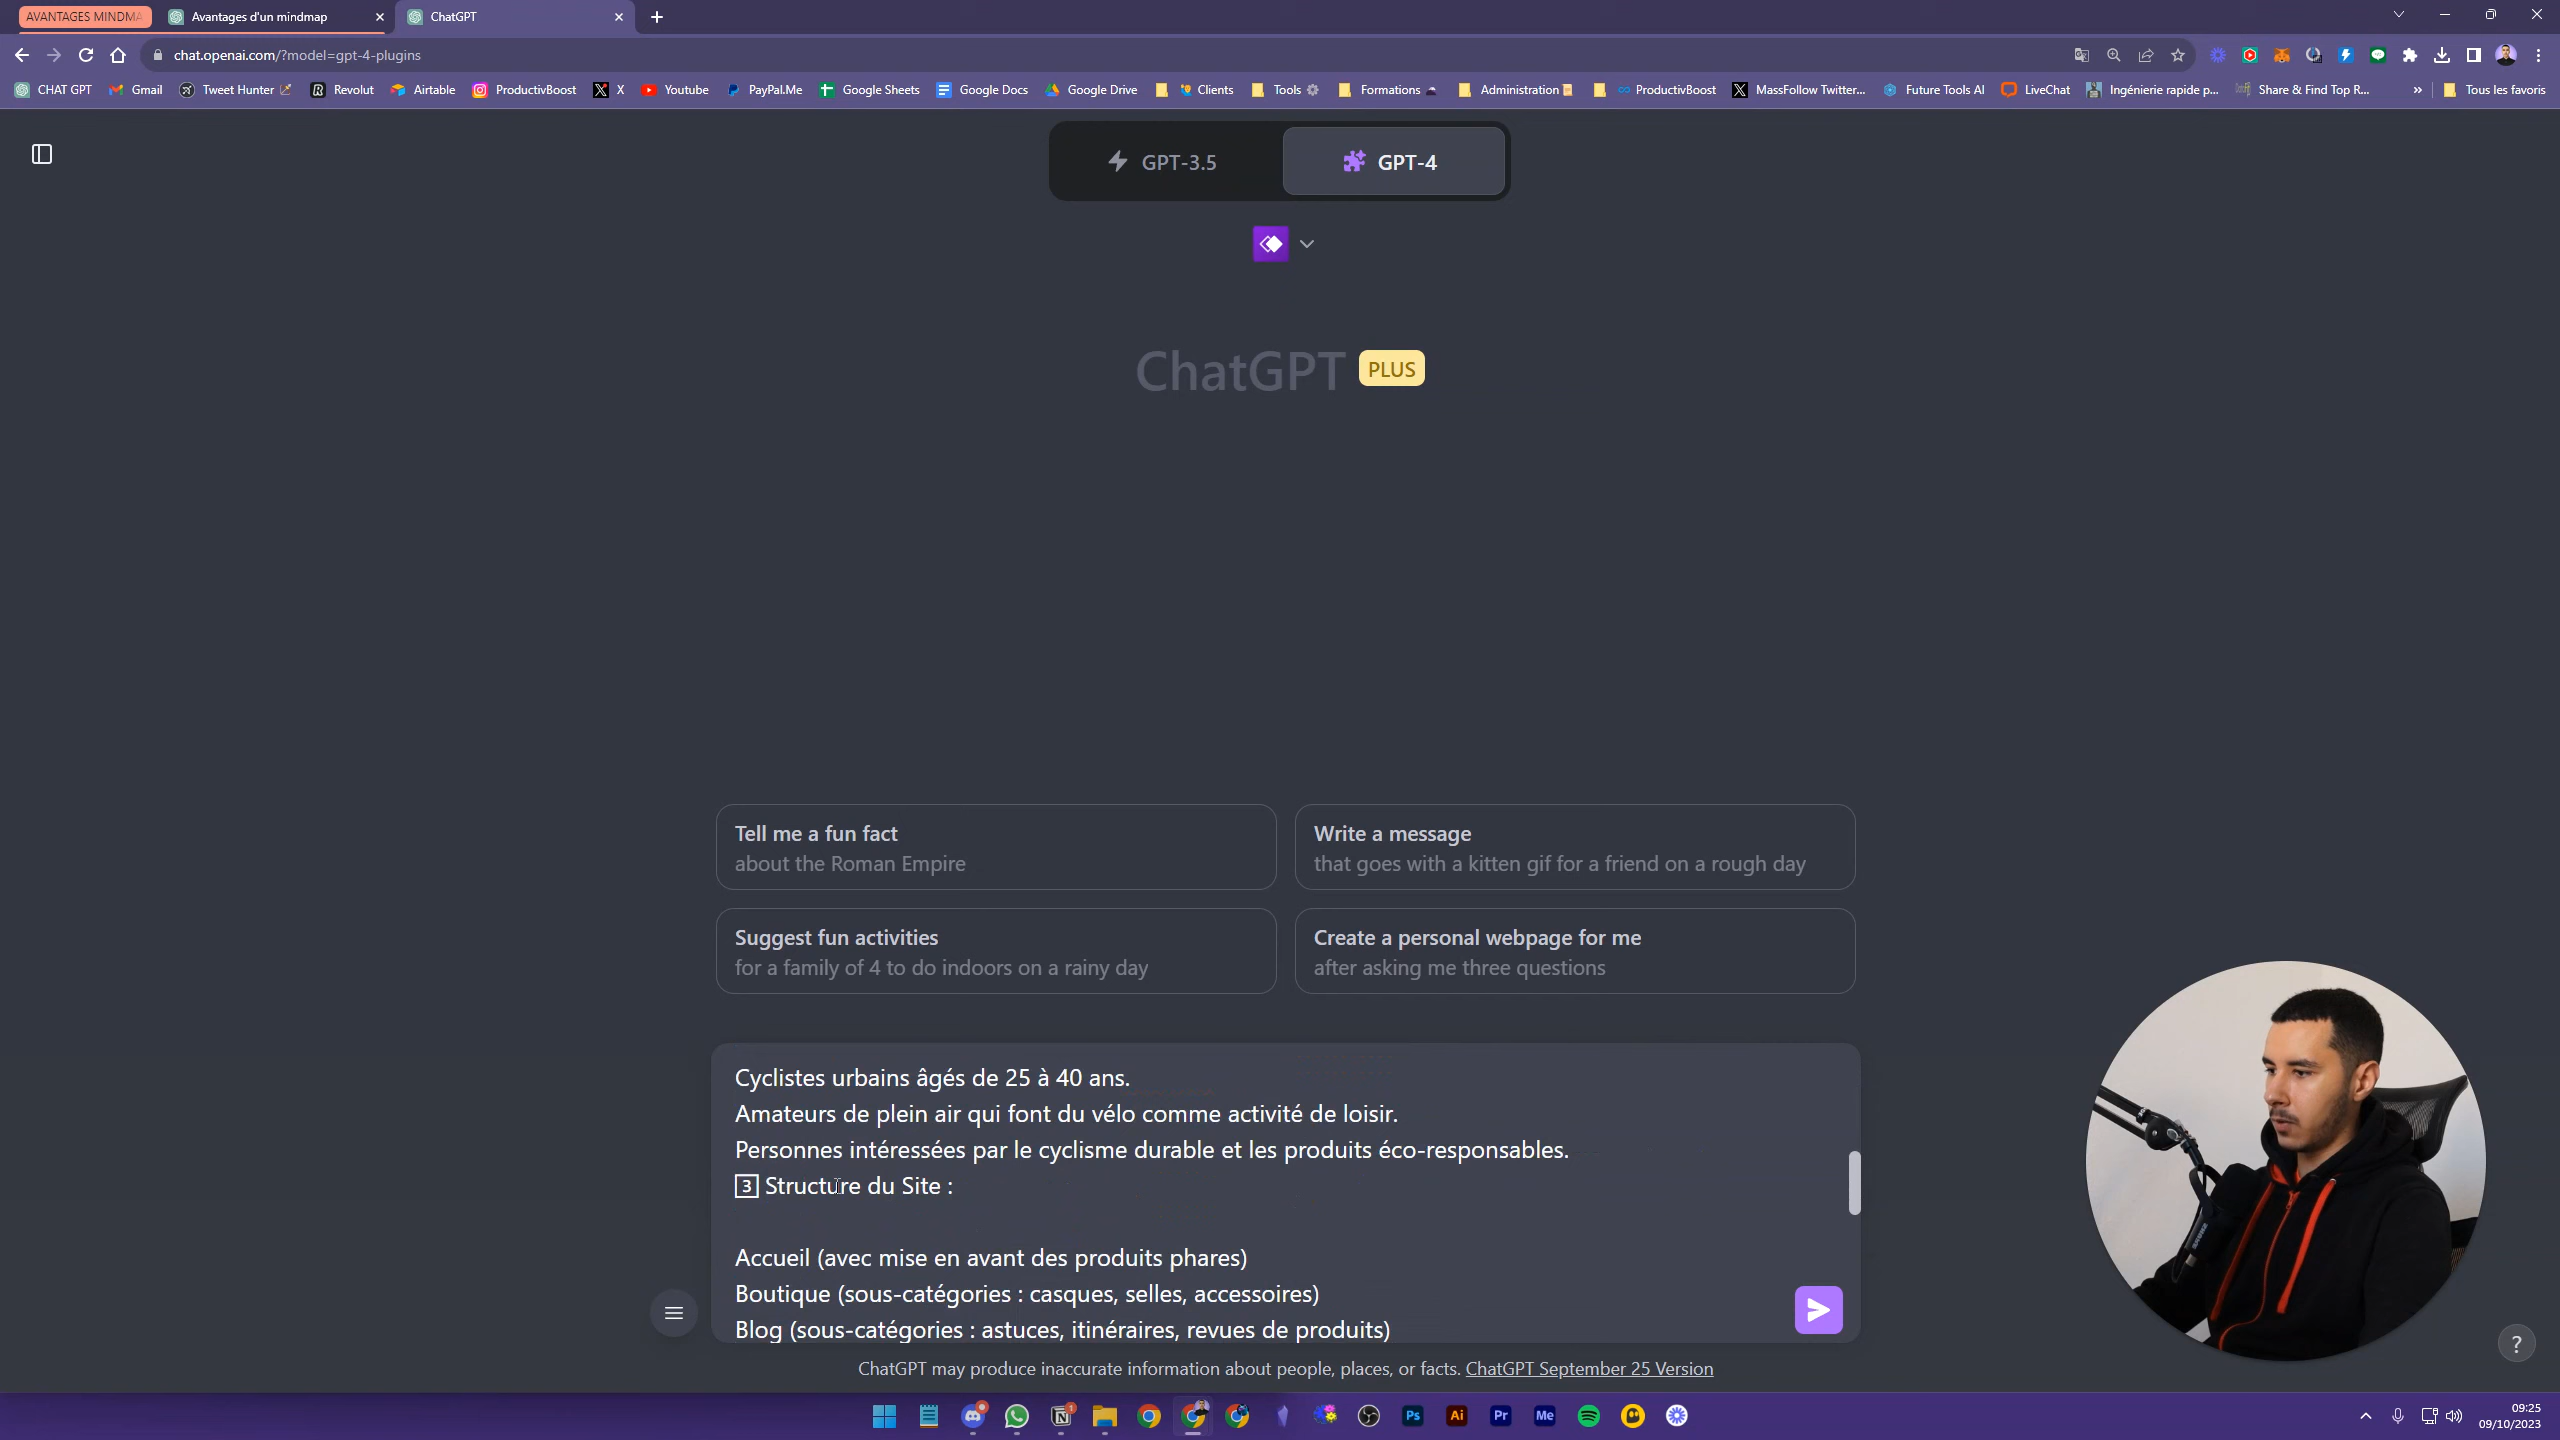 AVANTAGES MINDMA
Avantages d'un mindmap
ChatGPT
chat.openai.com/?model=gpt-4-plugins
CHAT GPT
Gmail
Tweet Hunter
Revolut
Airtable
ProductivBoost
X
Youtube
PayPal.Me
Google Sheets
Google Docs
Google Drive
Clients
Tools
Formations
Administration
ProductivBoost
MassFollow Twitter...
Future Tools AI
LiveChat
Ingénierie rapide p...
Share & Find Top R...
»
Tous les favoris
GPT-3.5
GPT-4
ChatGPT PLUS
Tell me a fun fact
about the Roman Empire
Write a message
that goes with a kitten gif for a friend on a rough day
Suggest fun activities
for a family of 4 to do indoors on a rainy day
Create a personal webpage for me
after asking me three questions
Cyclistes urbains âgés de 25 à 40 ans.
Amateurs de plein air qui font du vélo comme activité de loisir.
Personnes intéressées par le cyclisme durable et les produits éco-responsables.
3 Structure du Site :
Accueil (avec mise en avant des produits phares)
Boutique (sous-catégories : casques, selles, accessoires)
Blog (sous-catégories : astuces, itinéraires, revues de produits)
ChatGPT may produce inaccurate information about people, places, or facts. ChatGPT September 25 Version
?
1
Ps
Ai
Pr
Me
09:25
09/10/2023